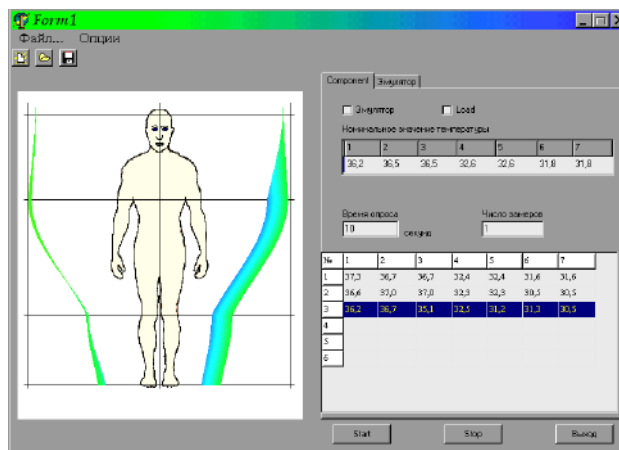 Form1
Файл... Опции
Component Эмулятор
Эмулятор Load
Номинальное значение температуры
1 2 3 4 5 6 7
36,2 36,5 36,5 32,6 32,6 31,8 31,8
Время опроса Число замеров
10 секунд 1
№ 1 2 3 4 5 6 7
1 37,3 36,7 36,7 32,4 32,4 31,6 31,6
2 36,6 37,0 37,0 32,3 32,3 30,5 30,5
3 36,2 36,7 35,1 32,5 31,2 31,3 30,5
4
5
6
Start Stop Выход